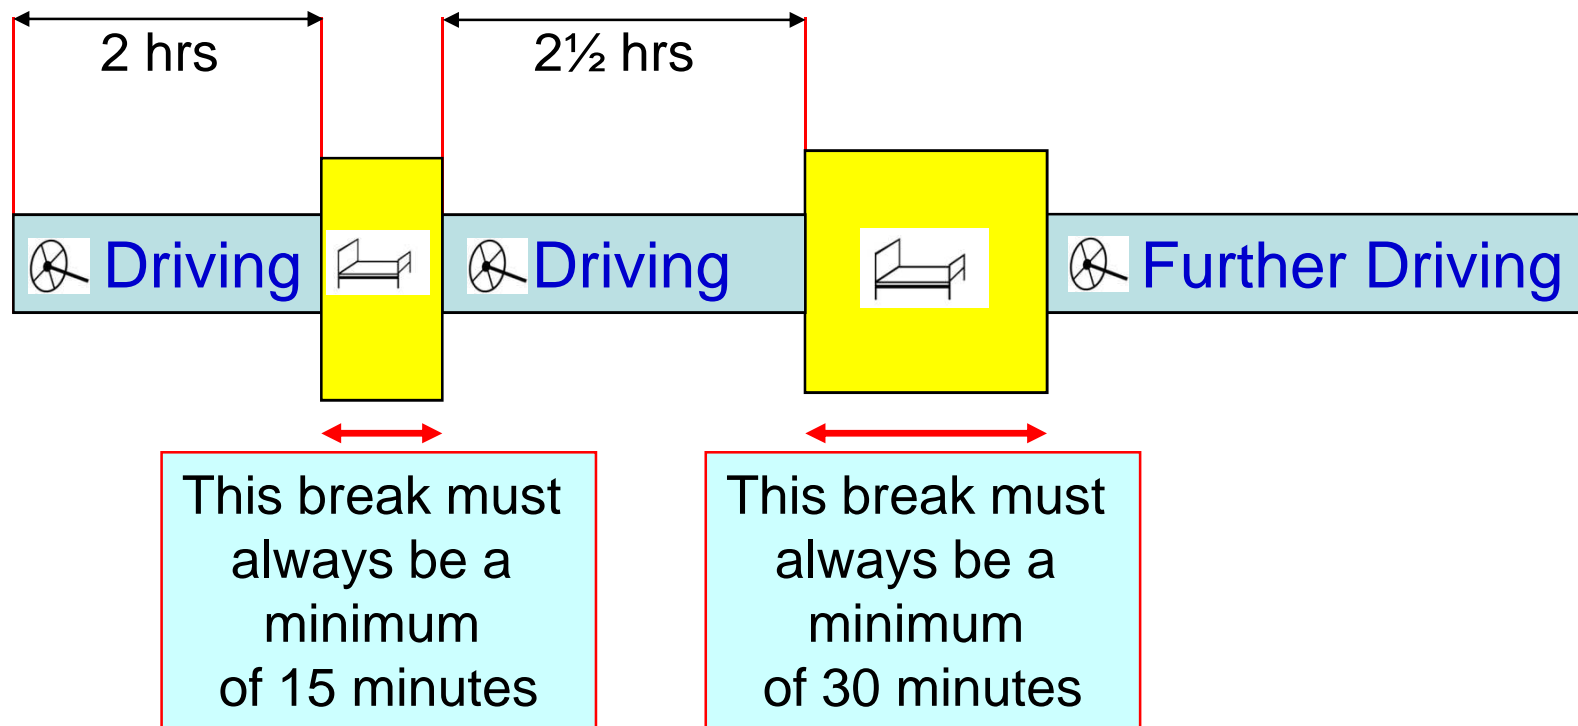 2 hrs
2½ hrs
Driving
Driving
Further Driving
This break must
always be a
minimum
of 15 minutes
This break must
always be a
minimum
of 30 minutes